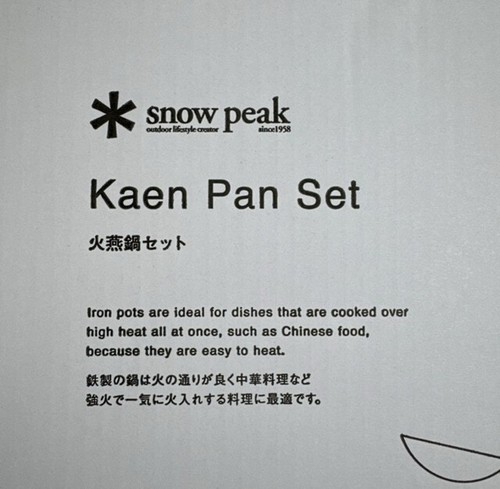 snow peak
outdoor lifestyle creator since1958
Kaen Pan Set
火燕鍋セット
Iron pots are ideal for dishes that are cooked over
high heat all at once, such as Chinese food,
because they are easy to heat.
鉄製の鍋は火の通りが良く中華料理など
強火で一気に火入れする料理に最適です。